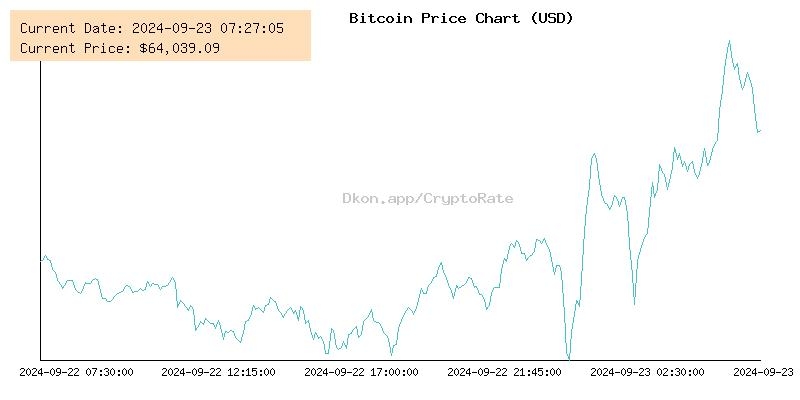 Bitcoin Price Chart (USD)
Current Date: 2024-09-23 07:27:05
Current Price: $64,039.09
Dkon.app/CryptoRate
2024-09-22 07:30:00 2024-09-22 12:15:00 2024-09-22 17:00:00 2024-09-22 21:45:00 2024-09-23 02:30:00 2024-09-23